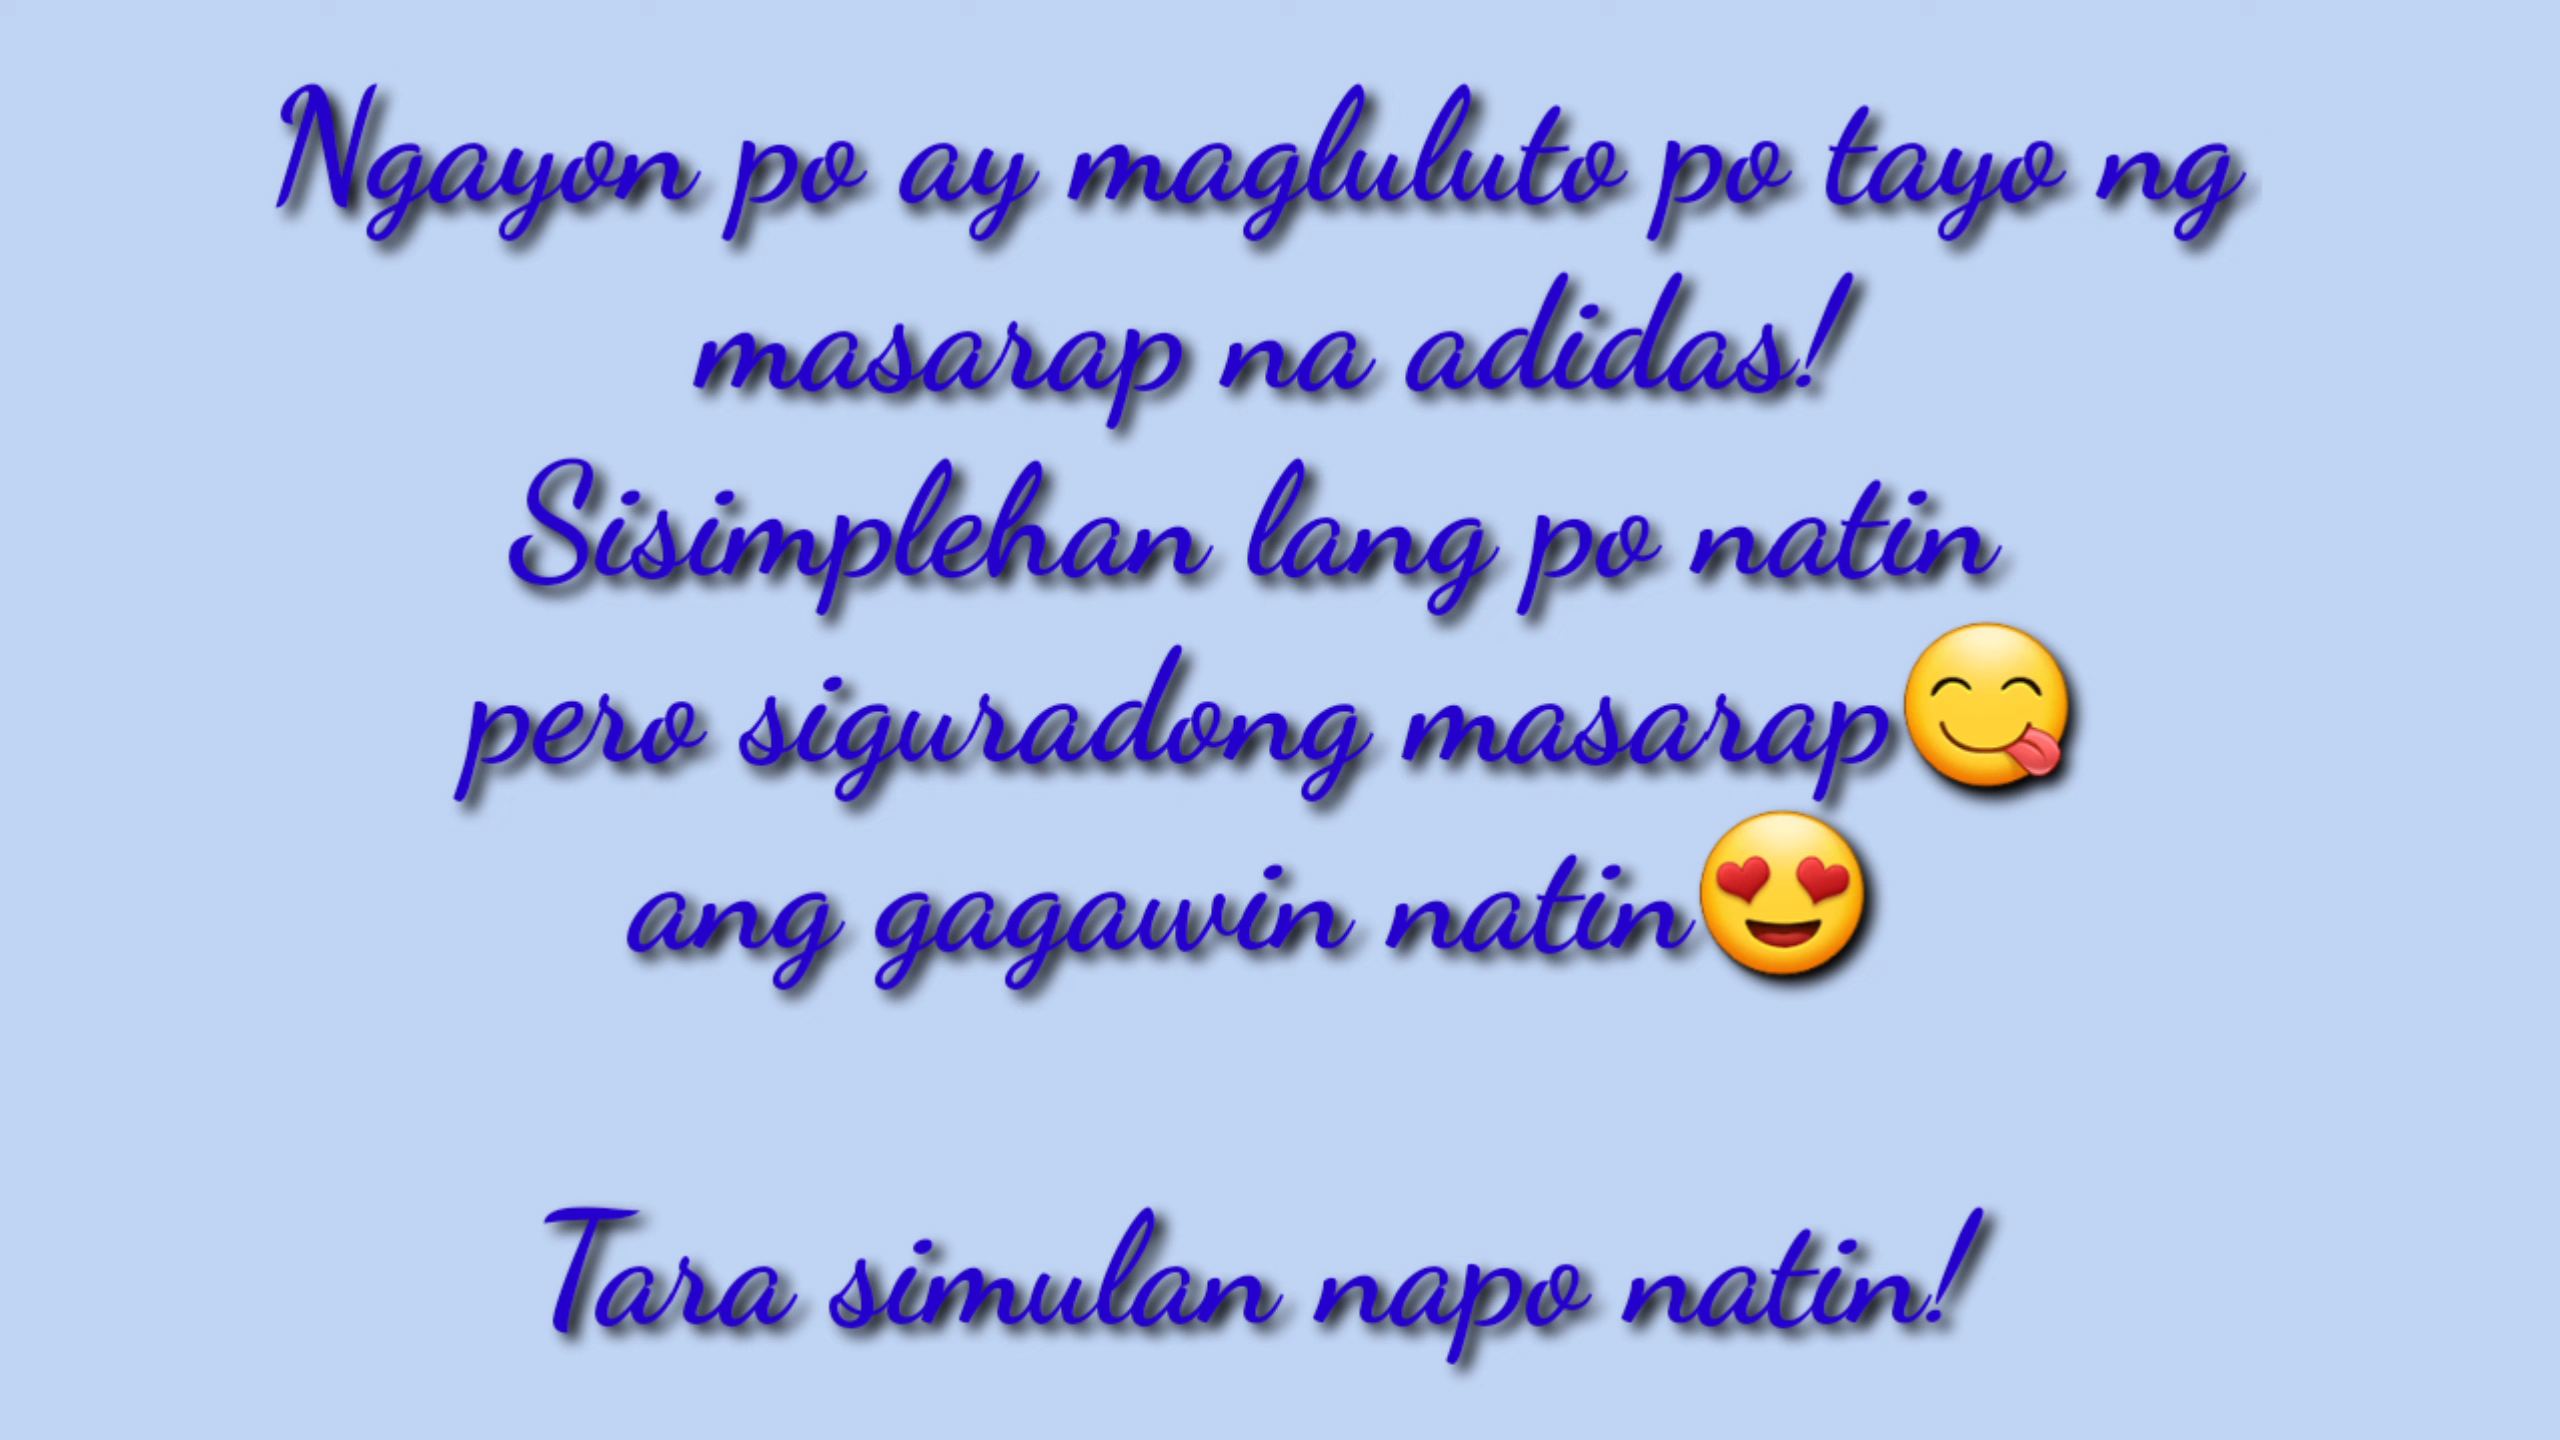 Ngayon po ay magluluto po tayo ng
masarap na adidas!
Sisimplehan lang po natin
pero siguradong masarap😋
ang gagawin natin😍
Tara simulan napo natin!